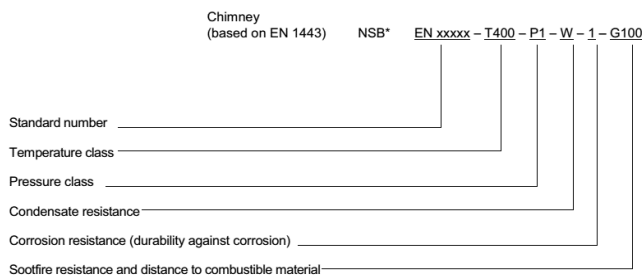 Chimney
(based on EN 1443) NSB* EN xxxxx – T400 – P1 – W – 1 – G100
Standard number
Temperature class
Pressure class
Condensate resistance
Corrosion resistance (durability against corrosion)
Sootfire resistance and distance to combustible material